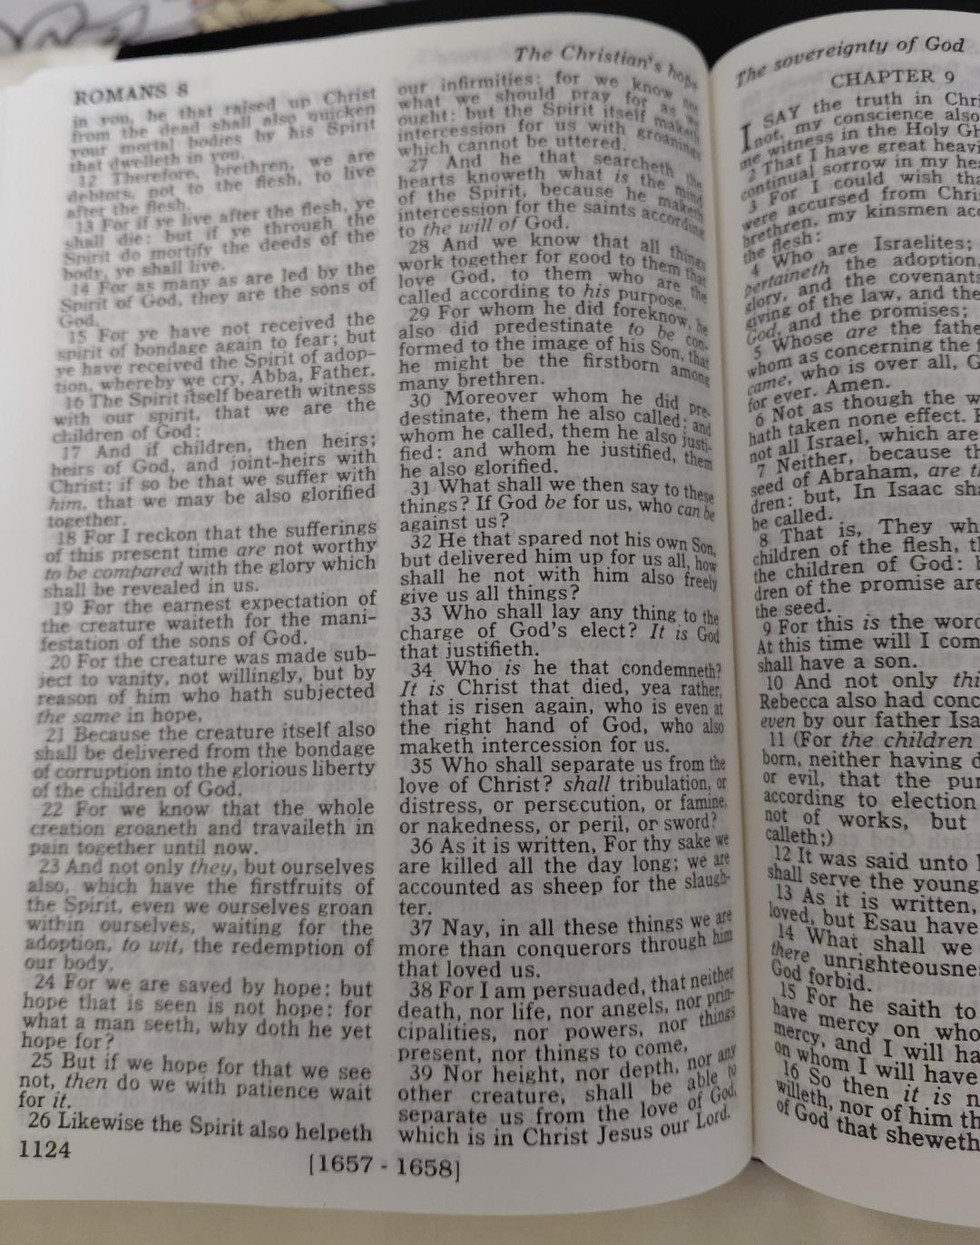 ROMANS 8
The Christian's hope
in you, he that raised up Christ
from the dead shall also quicken
your mortal bodies by his Spirit
that dwelleth in you.
12 Therefore, brethren, we are
debtors, not to the flesh, to live
after the flesh.
13 For if ye live after the flesh, ye
shall die: but if ye through the
Spirit do mortify the deeds of the
body, ye shall live.
14 For as many as are led by the
Spirit of God, they are the sons of
God.
15 For ye have not received the
spirit of bondage again to fear; but
ye have received the Spirit of adop-
tion, whereby we cry, Abba, Father.
16 The Spirit itself beareth witness
with our spirit, that we are the
children of God:
17 And if children, then heirs;
heirs of God, and joint-heirs with
Christ; if so be that we suffer with
him, that we may be also glorified
together.
18 For I reckon that the sufferings
of this present time are not worthy
to be compared with the glory which
shall be revealed in us.
19 For the earnest expectation of
the creature waiteth for the mani-
festation of the sons of God.
20 For the creature was made sub-
ject to vanity, not willingly, but by
reason of him who hath subjected
the same in hope,
21 Because the creature itself also
shall be delivered from the bondage
of corruption into the glorious liberty
of the children of God.
22 For we know that the whole
creation groaneth and travaileth in
pain together until now.
23 And not only they, but ourselves
also, which have the firstfruits of
the Spirit, even we ourselves groan
within ourselves, waiting for the
adoption, to wit, the redemption of
our body.
24 For we are saved by hope: but
hope that is seen is not hope: for
what a man seeth, why doth he yet
hope for?
25 But if we hope for that we see
not, then do we with patience wait
for it.
26 Likewise the Spirit also helpeth
our infirmities: for we know not
what we should pray for as we
ought: but the Spirit itself maketh
intercession for us with groanings
which cannot be uttered.
27 And he that searcheth the
hearts knoweth what is the mind
of the Spirit, because he maketh
intercession for the saints according
to the will of God.
28 And we know that all things
work together for good to them that
love God, to them who are the
called according to his purpose.
29 For whom he did foreknow, he
also did predestinate to be con-
formed to the image of his Son, that
he might be the firstborn among
many brethren.
30 Moreover whom he did pre-
destinate, them he also called: and
whom he called, them he also justi-
fied: and whom he justified, them
he also glorified.
31 What shall we then say to these
things? If God be for us, who can be
against us?
32 He that spared not his own Son,
but delivered him up for us all, how
shall he not with him also freely
give us all things?
33 Who shall lay any thing to the
charge of God's elect? It is God
that justifieth.
34 Who is he that condemneth?
It is Christ that died, yea rather,
that is risen again, who is even at
the right hand of God, who also
maketh intercession for us.
35 Who shall separate us from the
love of Christ? shall tribulation, or
distress, or persecution, or famine,
or nakedness, or peril, or sword?
36 As it is written, For thy sake we
are killed all the day long; we are
accounted as sheep for the slaugh-
ter.
37 Nay, in all these things we are
more than conquerors through him
that loved us.
38 For I am persuaded, that neither
death, nor life, nor angels, nor prin-
cipalities, nor powers, nor things
present, nor things to come,
39 Nor height, nor depth, nor any
other creature, shall be able to
separate us from the love of God,
which is in Christ Jesus our Lord.
1124
[1657 - 1658]
The sovereignty of God
CHAPTER 9
I SAY the truth in Chri
not, my conscience also
me witness in the Holy Gh
2 That I have great heavi
continual sorrow in my hea
3 For I could wish tha
were accursed from Chris
brethren, my kinsmen acc
the flesh:
4 Who are Israelites;
pertaineth the adoption,
glory, and the covenants
giving of the law, and the
God, and the promises;
5 Whose are the fathe
whom as concerning the f
came, who is over all, G
for ever. Amen.
6 Not as though the w
hath taken none effect. F
not all Israel, which are
7 Neither, because th
seed of Abraham, are th
dren: but, In Isaac sha
be called.
8 That is, They wh
children of the flesh, th
the children of God: b
dren of the promise are
the seed.
9 For this is the word
At this time will I com
shall have a son.
10 And not only thi
Rebecca also had conc
even by our father Isa
11 (For the children
born, neither having d
or evil, that the pur
according to election
not of works, but
calleth;)
12 It was said unto h
shall serve the young
13 As it is written,
loved, but Esau have
14 What shall we
there unrighteousnes
God forbid.
15 For he saith to
have mercy on who
mercy, and I will ha
on whom I will have
16 So then it is n
willeth, nor of him th
of God that sheweth